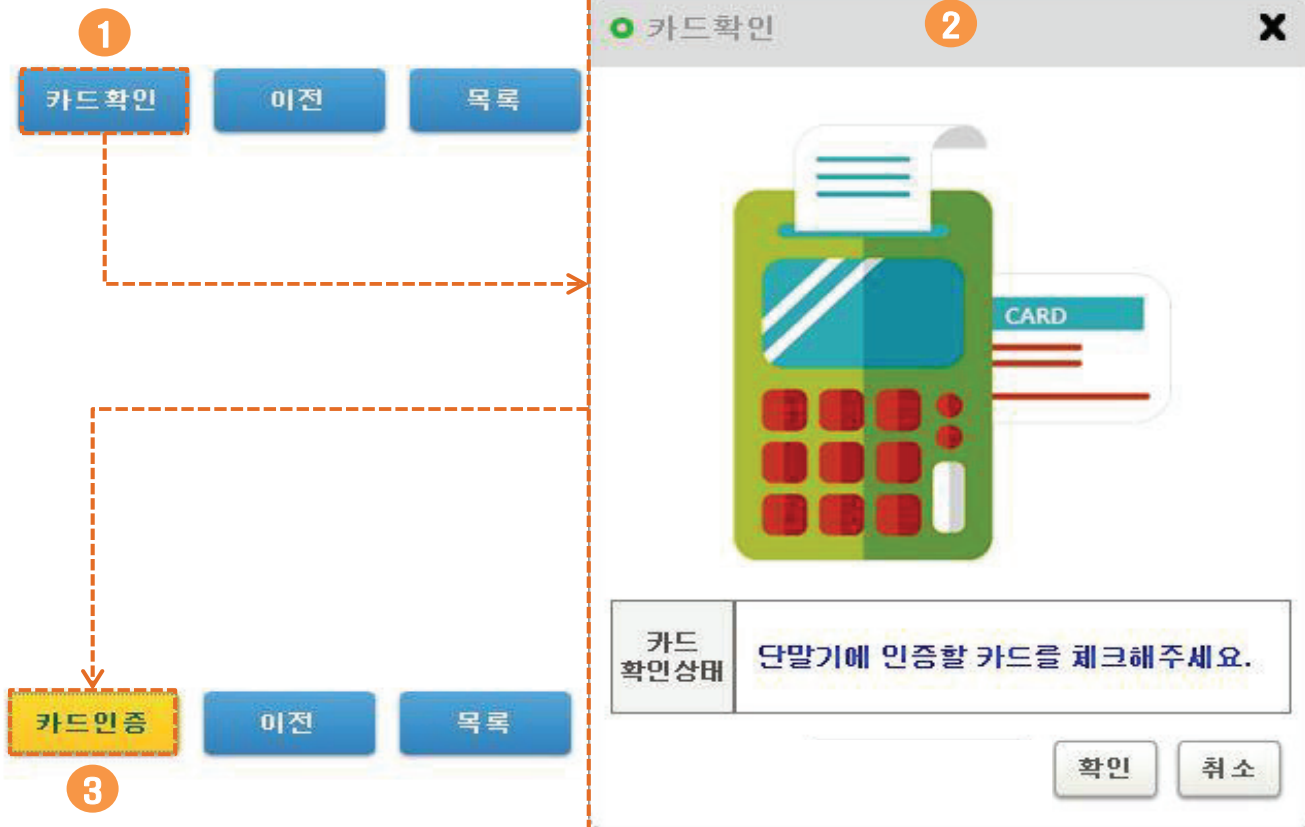 1
카드확인 이전 목록
2
카드확인 X
CARD
카드
확인상태
단말기에 인증할 카드를 체크해주세요.
확인 취소
카드인증 이전 목록
3